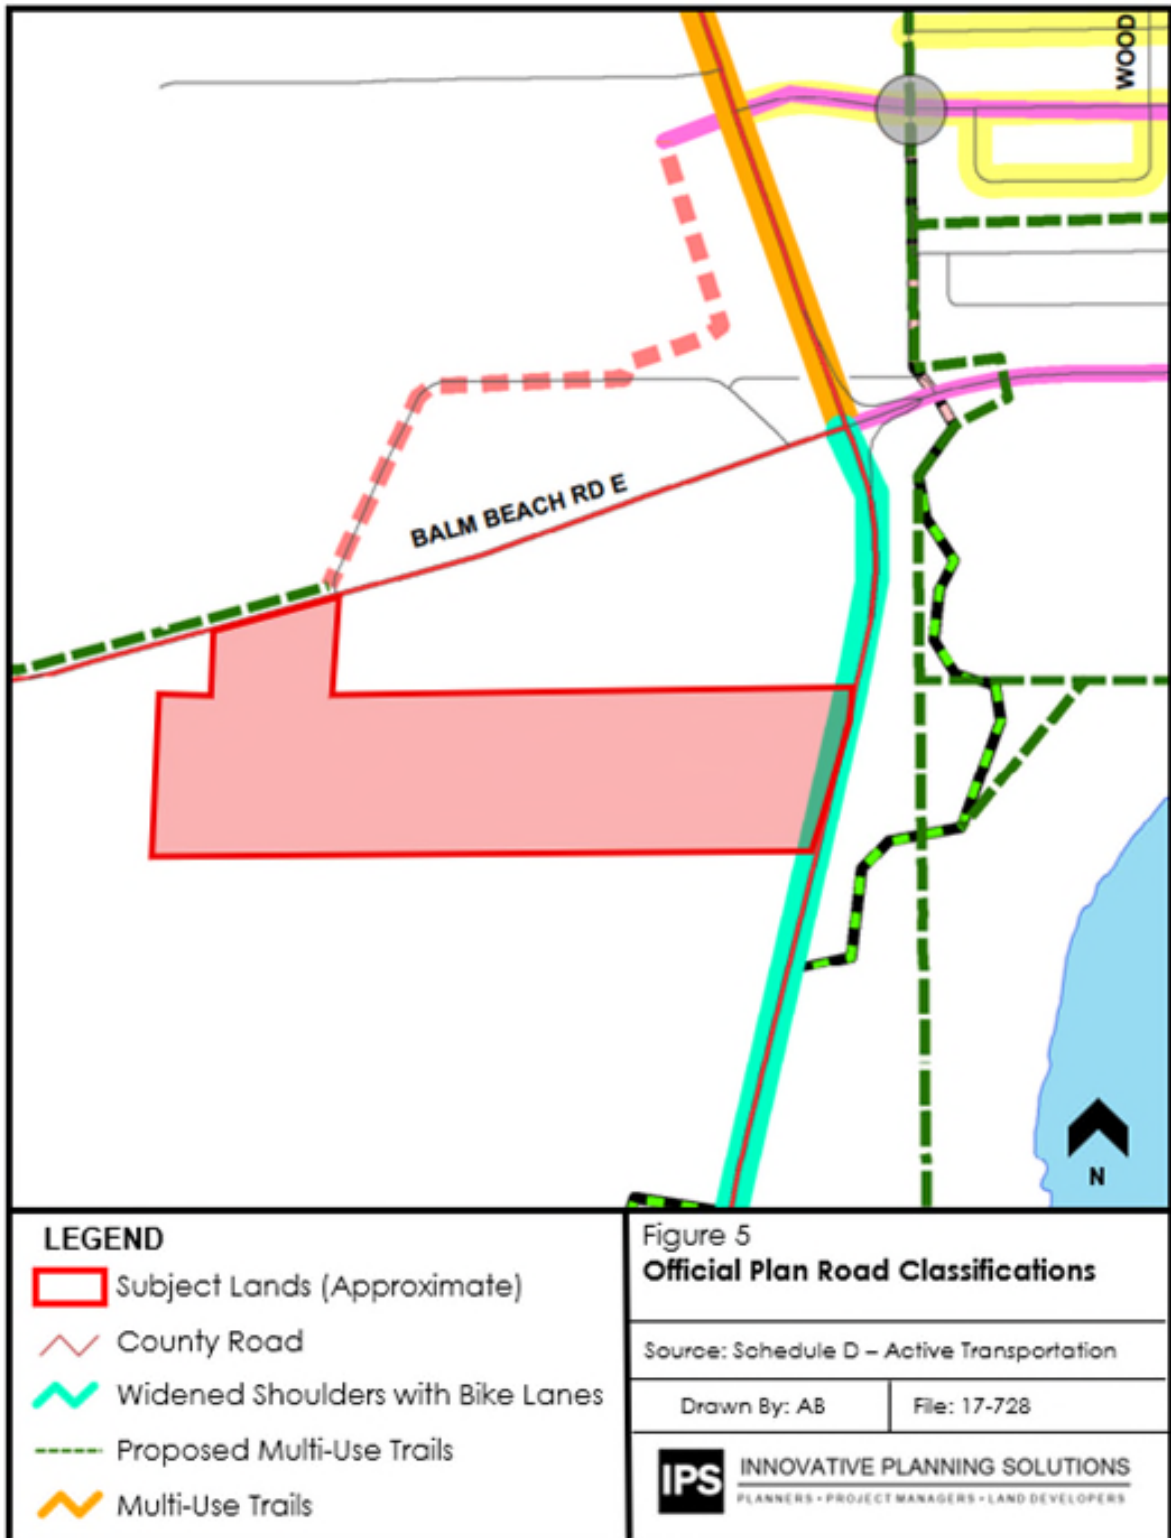 WOOD
BALM BEACH RD E
N
LEGEND
Subject Lands (Approximate)
County Road
Widened Shoulders with Bike Lanes
Proposed Multi-Use Trails
Multi-Use Trails
Figure 5
Official Plan Road Classifications
Source: Schedule D – Active Transportation
Drawn By: AB
File: 17-728
IPS
INNOVATIVE PLANNING SOLUTIONS
PLANNERS • PROJECT MANAGERS • LAND DEVELOPERS